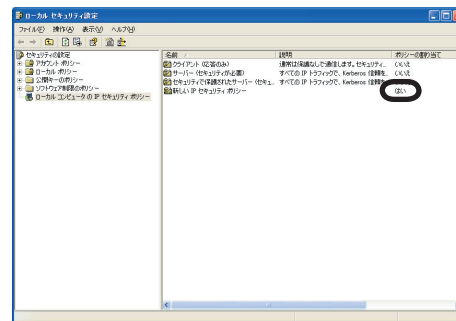 ローカル セキュリティ設定
ファイル(F) 操作(A) 表示(V) ヘルプ(H)
セキュリティの設定
アカウント ポリシー
ローカル ポリシー
公開キーのポリシー
ソフトウェア制限のポリシー
ローカル コンピュータ の IP セキュリティ ポリシー
名前 説明 ポリシーの割り当て
クライアント (応答のみ) 通常は保護なしで通信します。セキュリティ... いいえ
サーバー (セキュリティが必要) すべての IP トラフィックで、Kerberos 信頼を... いいえ
セキュリティで保護されたサーバー (セキュ... すべての IP トラフィックで、Kerberos 信頼を...
新しい IP セキュリティ ポリシー はい